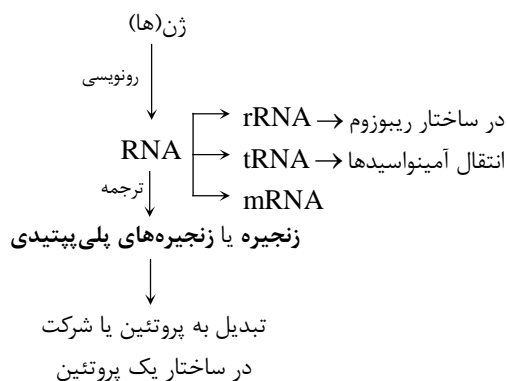 ژن(ها)
رونویسی
rRNA → در ساختار ریبوزوم
RNA
tRNA → انتقال آمینواسیدها
ترجمه
mRNA
زنجیره یا زنجیره‌های پلی‌پپتیدی
تبدیل به پروتئین یا شرکت
در ساختار یک پروتئین